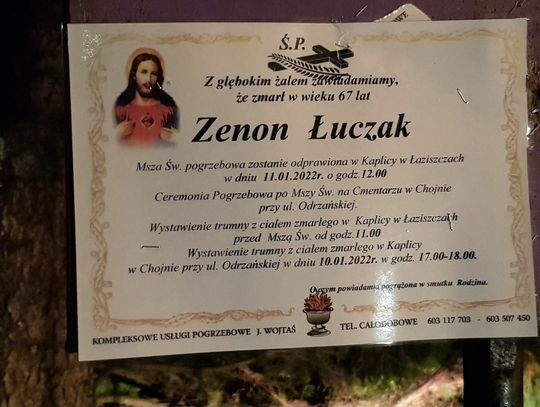 Ś.P.
Z głębokim żalem zawiadamiamy,
że zmarł w wieku 67 lat
Zenon Łuczak
Msza Św. pogrzebowa zostanie odprawiona w Kaplicy w Łaziszczach
w dniu 11.01.2022r. o godz.12.00
Ceremonia Pogrzebowa po Mszy Św. na Cmentarzu w Chojnie
przy ul. Odrzańskiej.
Wystawienie trumny z ciałem zmarłego w Kaplicy w Łaziszczach
przed Mszą Św. od godz.11.00
Wystawienie trumny z ciałem zmarłego w Kaplicy
w Chojnie przy ul. Odrzańskiej w dniu 10.01.2022r. w godz. 17.00-18.00.
O czym powiadamia pogrążona w smutku Rodzina.
KOMPLEKSOWE USŁUGI POGRZEBOWE J. WOJTAŚ
TEL. CAŁODOBOWE 603 117 703 - 603 507 450